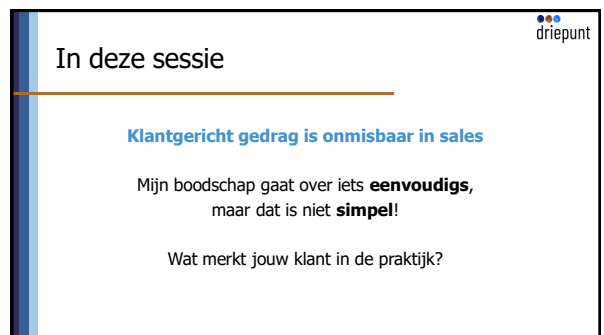 driepunt
In deze sessie
Klantgericht gedrag is onmisbaar in sales
Mijn boodschap gaat over iets eenvoudigs,
maar dat is niet simpel!
Wat merkt jouw klant in de praktijk?